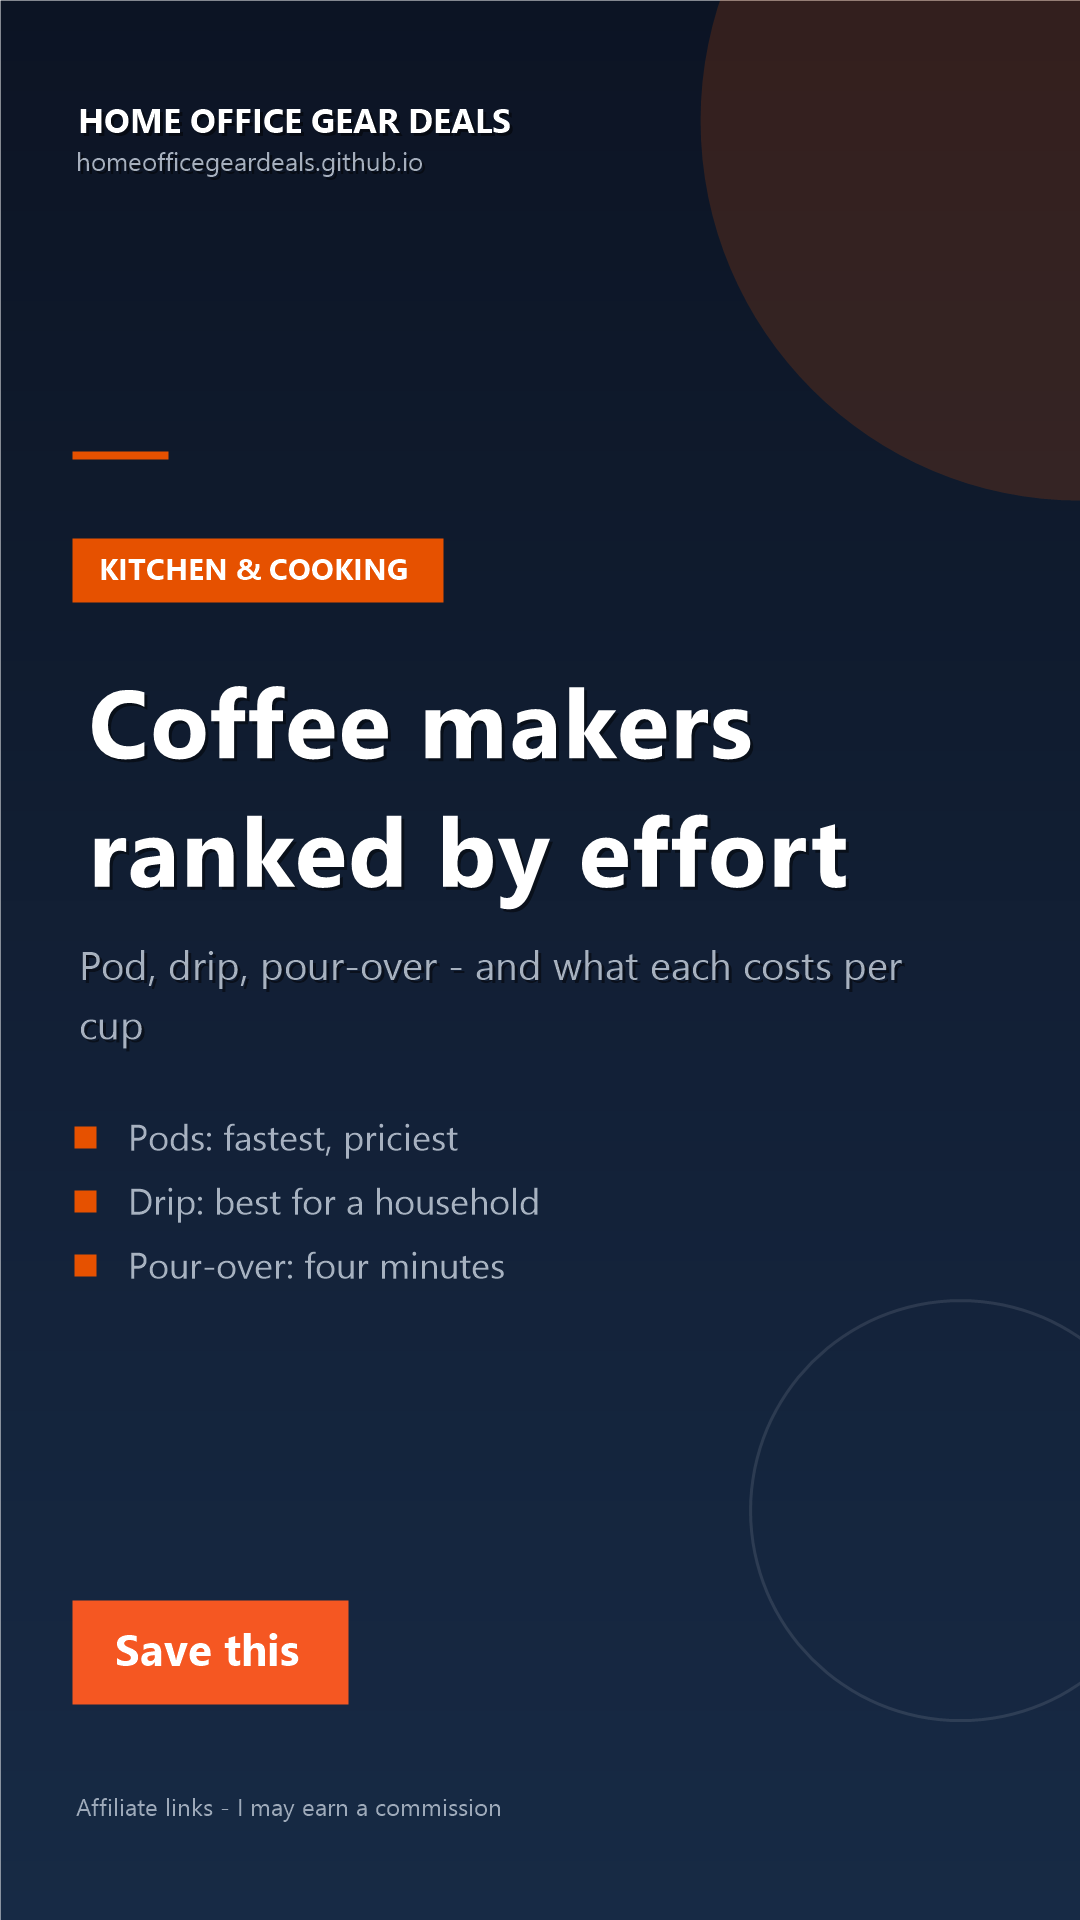 HOME OFFICE GEAR DEALS
homeofficegeardeals.github.io
KITCHEN & COOKING
Coffee makers
ranked by effort
Pod, drip, pour-over - and what each costs per
cup
Pods: fastest, priciest
Drip: best for a household
Pour-over: four minutes
Save this
Affiliate links - I may earn a commission